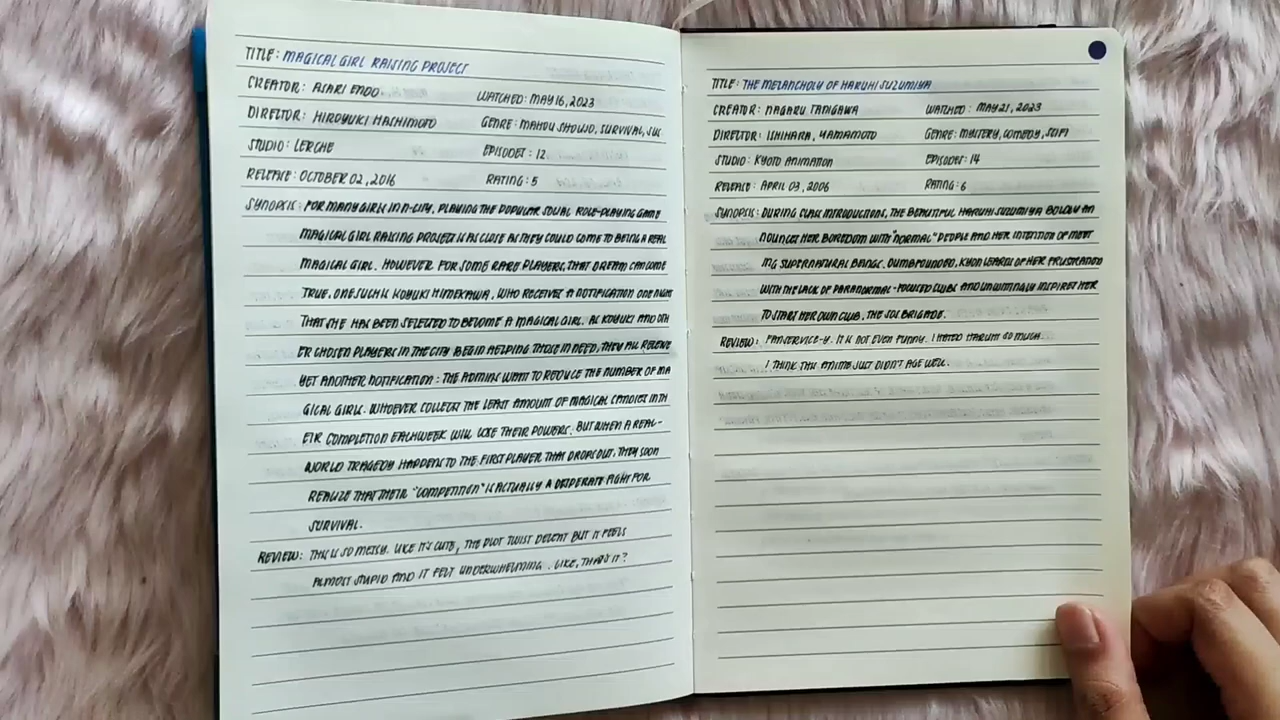 TITLE: MAGICAL GIRL RAISING PROJECT
CREATOR: ASARI ENDO
WATCHED: MAY 16, 2023
DIRECTOR: HIROYUKI HASHIMOTO
GENRE: MAHOU SHOUJO, SURVIVAL, SUS
STUDIO: LERCHE
EPISODES: 12
RELEASE: OCTOBER 02, 2016
RATING: 5
SYNOPSIS: FOR MANY GIRLS IN N-CITY, PLAYING THE POPULAR SOCIAL ROLE-PLAYING GAME
MAGICAL GIRL RAISING PROJECT IS AS CLOSE AS THEY COULD COME TO BEING A REAL
MAGICAL GIRL. HOWEVER FOR SOME RARE PLAYERS, THAT DREAM CAN COME
TRUE. ONE SUCH IS KOYUKI HIMEKAWA, WHO RECEIVES A NOTIFICATION ONE NIGHT
THAT SHE HAS BEEN SELECTED TO BECOME A MAGICAL GIRL. AS KOYUKI AND OTH
ER CHOSEN PLAYERS IN THE CITY BEGIN HELPING THOSE IN NEED, THEY ALL RECEIVE
YET ANOTHER NOTIFICATION: THE ADMINS WANT TO REDUCE THE NUMBER OF MA
GICAL GIRLS. WHOEVER COLLECTS THE LEAST AMOUNT OF MAGICAL CANDIES IN TH
EIR COMPLETION EACH WEEK WILL LOSE THEIR POWERS. BUT WHEN A REAL-
WORLD TRAGEDY HAPPENS TO THE FIRST PLAYER THAT DROPS OUT, THEY SOON
REALIZE THAT THEIR "COMPETITION" IS ACTUALLY A DESPERATE FIGHT FOR
SURVIVAL.
REVIEW: THIS IS SO MESSY. LIKE IT'S CUTE, THE PLOT TWIST DECENT BUT IT FEELS
ALMOST STUPID AND IT FELT UNDERWHELMING. LIKE, THAT'S IT?
TITLE: THE MELANCHOLY OF HARUHI SUZUMIYA
CREATOR: NAGARU TANIGAWA
WATCHED: MAY 21, 2023
DIRECTOR: ISHIHARA, YAMAMOTO
GENRE: MYSTERY, COMEDY, SCIFI
STUDIO: KYOTO ANIMATION
EPISODES: 14
RELEASE: APRIL 03, 2006
RATING: 6
SYNOPSIS: DURING CLASS INTRODUCTIONS, THE BEAUTIFUL HARUHI SUZUMIYA BOLDLY AN
NOUNCES HER BOREDOM WITH "NORMAL" PEOPLE AND HER INTENTION OF MEET
ING SUPERNATURAL BEINGS. DUMBFOUNDED, KYON LEARNS OF HER FRUSTRATION
WITH THE LACK OF PARANORMAL-FOCUSED CLUBS AND UNWITTINGLY INSPIRES HER
TO START HER OWN CLUB, THE SOS BRIGADE.
REVIEW: FANSERVICE-Y. IT IS NOT EVEN FUNNY. I HATED HARUHI SO MUCH.
I THINK THIS ANIME JUST DIDN'T AGE WELL.